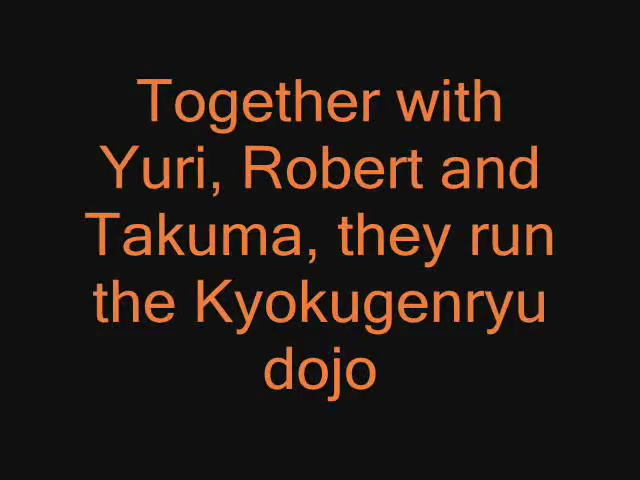 Together with
Yuri, Robert and
Takuma, they run
the Kyokugenryu
dojo